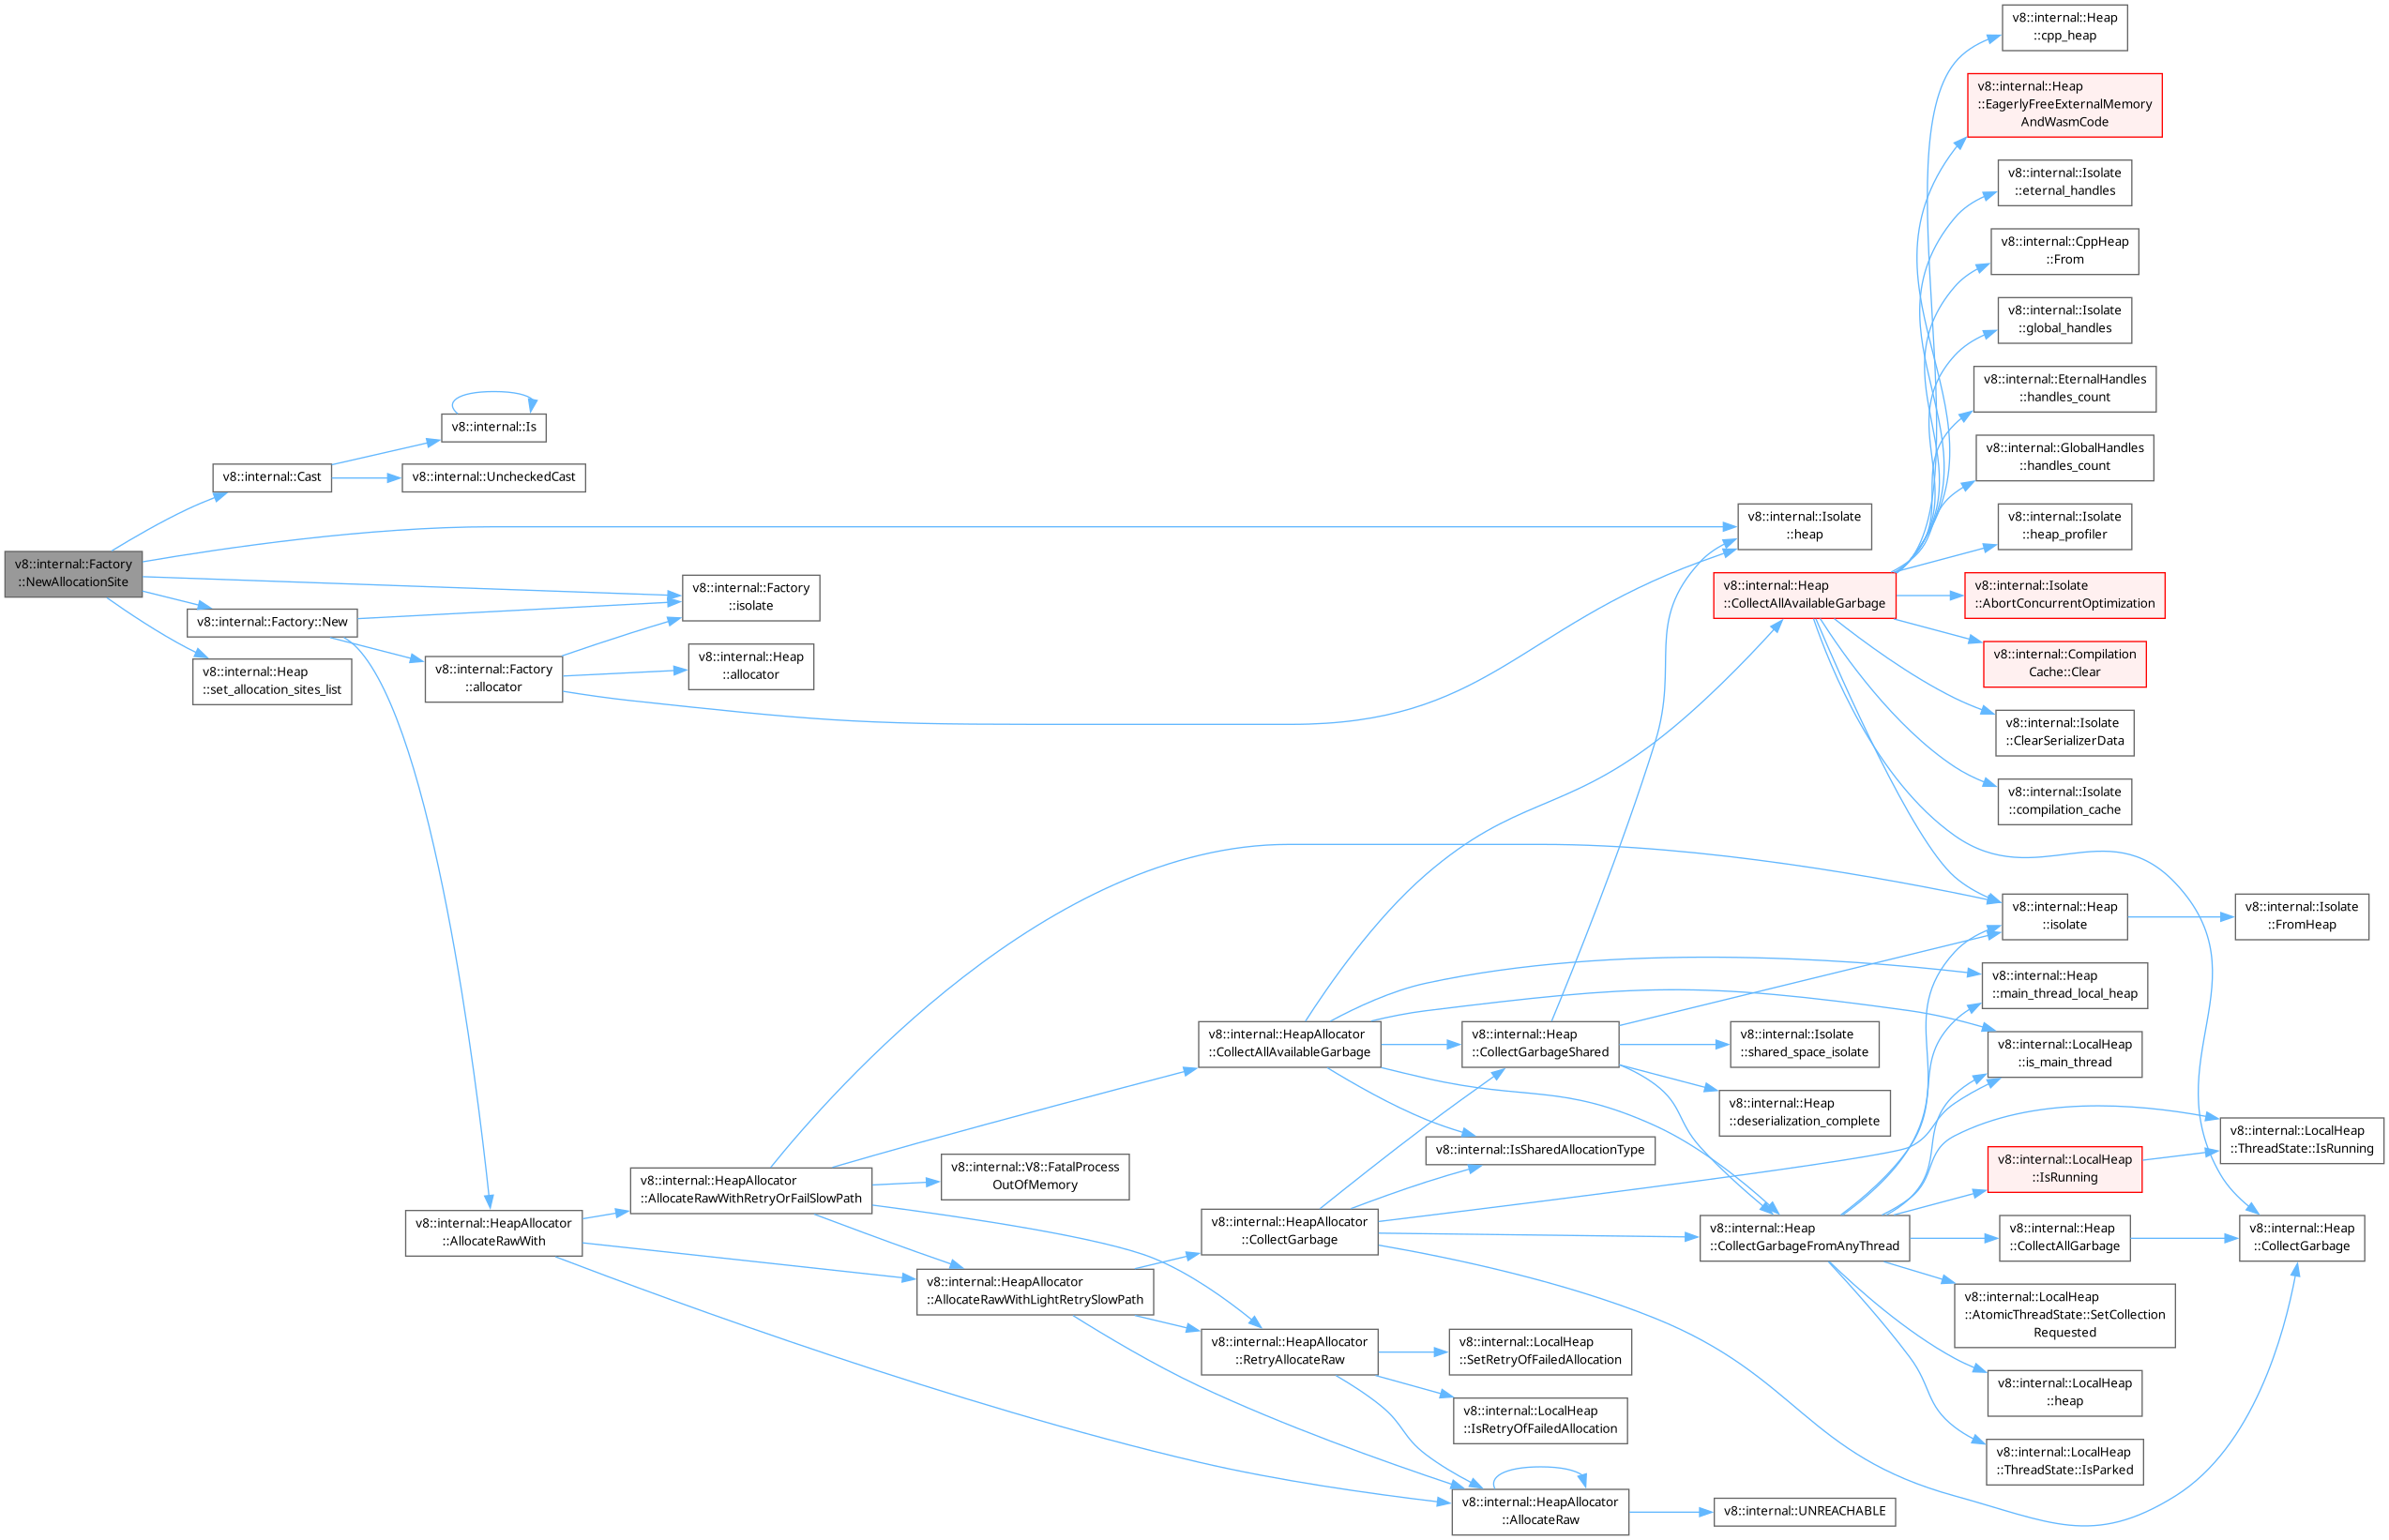 v8::internal::Factory
::NewAllocationSite
v8::internal::Cast
v8::internal::Is
v8::internal::UncheckedCast
v8::internal::Factory::New
v8::internal::Heap
::set_allocation_sites_list
v8::internal::Factory
::allocator
v8::internal::Factory
::isolate
v8::internal::Heap
::allocator
v8::internal::HeapAllocator
::AllocateRawWith
v8::internal::HeapAllocator
::AllocateRawWithRetryOrFailSlowPath
v8::internal::V8::FatalProcess
OutOfMemory
v8::internal::HeapAllocator
::AllocateRawWithLightRetrySlowPath
v8::internal::HeapAllocator
::CollectAllAvailableGarbage
v8::internal::HeapAllocator
::CollectGarbage
v8::internal::HeapAllocator
::RetryAllocateRaw
v8::internal::Heap
::CollectGarbageShared
v8::internal::IsSharedAllocationType
v8::internal::LocalHeap
::SetRetryOfFailedAllocation
v8::internal::LocalHeap
::IsRetryOfFailedAllocation
v8::internal::HeapAllocator
::AllocateRaw
v8::internal::Isolate
::heap
v8::internal::Heap
::CollectAllAvailableGarbage
v8::internal::Isolate
::shared_space_isolate
v8::internal::Heap
::deserialization_complete
v8::internal::Heap
::CollectGarbageFromAnyThread
v8::internal::UNREACHABLE
v8::internal::Heap
::cpp_heap
v8::internal::Heap
::EagerlyFreeExternalMemory
AndWasmCode
v8::internal::Isolate
::eternal_handles
v8::internal::CppHeap
::From
v8::internal::Isolate
::global_handles
v8::internal::EternalHandles
::handles_count
v8::internal::GlobalHandles
::handles_count
v8::internal::Isolate
::heap_profiler
v8::internal::Isolate
::AbortConcurrentOptimization
v8::internal::Compilation
Cache::Clear
v8::internal::Isolate
::ClearSerializerData
v8::internal::Isolate
::compilation_cache
v8::internal::Heap
::isolate
v8::internal::Isolate
::FromHeap
v8::internal::Heap
::main_thread_local_heap
v8::internal::LocalHeap
::is_main_thread
v8::internal::LocalHeap
::ThreadState::IsRunning
v8::internal::LocalHeap
::IsRunning
v8::internal::Heap
::CollectAllGarbage
v8::internal::Heap
::CollectGarbage
v8::internal::LocalHeap
::AtomicThreadState::SetCollection
Requested
v8::internal::LocalHeap
::heap
v8::internal::LocalHeap
::ThreadState::IsParked